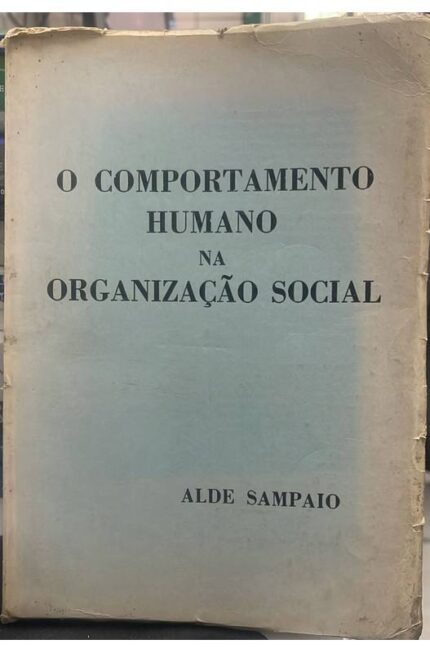 O COMPORTAMENTO
HUMANO
NA
ORGANIZAÇÃO SOCIAL
ALDE SAMPAIO